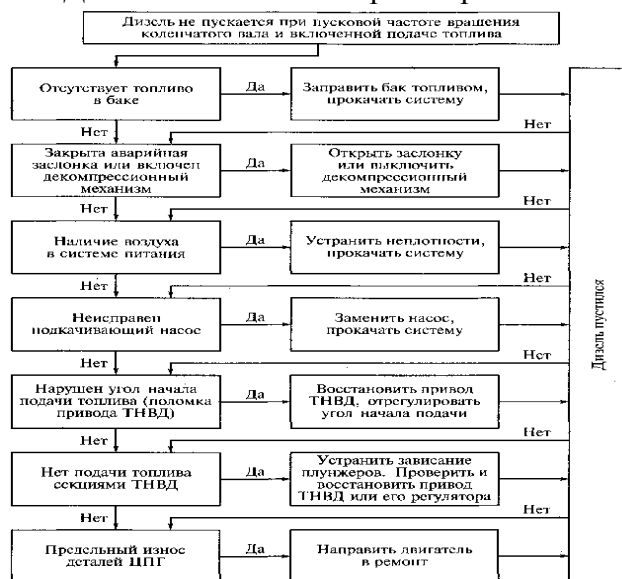 Дизель не пускается при пусковой частоте вращения
коленчатого вала и включенной подаче топлива
Отсутствует топливо
в баке
Да
Заправить бак топливом,
прокачать систему
Нет
Нет
Закрыта аварийная
заслонка или включен
декомпрессионный
механизм
Да
Открыть заслонку
или выключить
декомпрессионный
механизм
Нет
Нет
Наличие воздуха
в системе питания
Да
Устранить неплотности,
прокачать систему
Нет
Нет
Неисправен
подкачивающий насос
Да
Заменить насос,
прокачать систему
Нет
Нет
Нарушен угол начала
подачи топлива (поломка
привода ТНВД)
Да
Восстановить привод
ТНВД, отрегулировать
угол начала подачи
Нет
Нет
Нет подачи топлива
секциями ТНВД
Да
Устранить зависание
плунжеров. Проверить и
восстановить привод
ТНВД или его регулятора
Нет
Нет
Предельный износ
деталей ЦПГ
Да
Направить двигатель
в ремонт
Дизель пустился